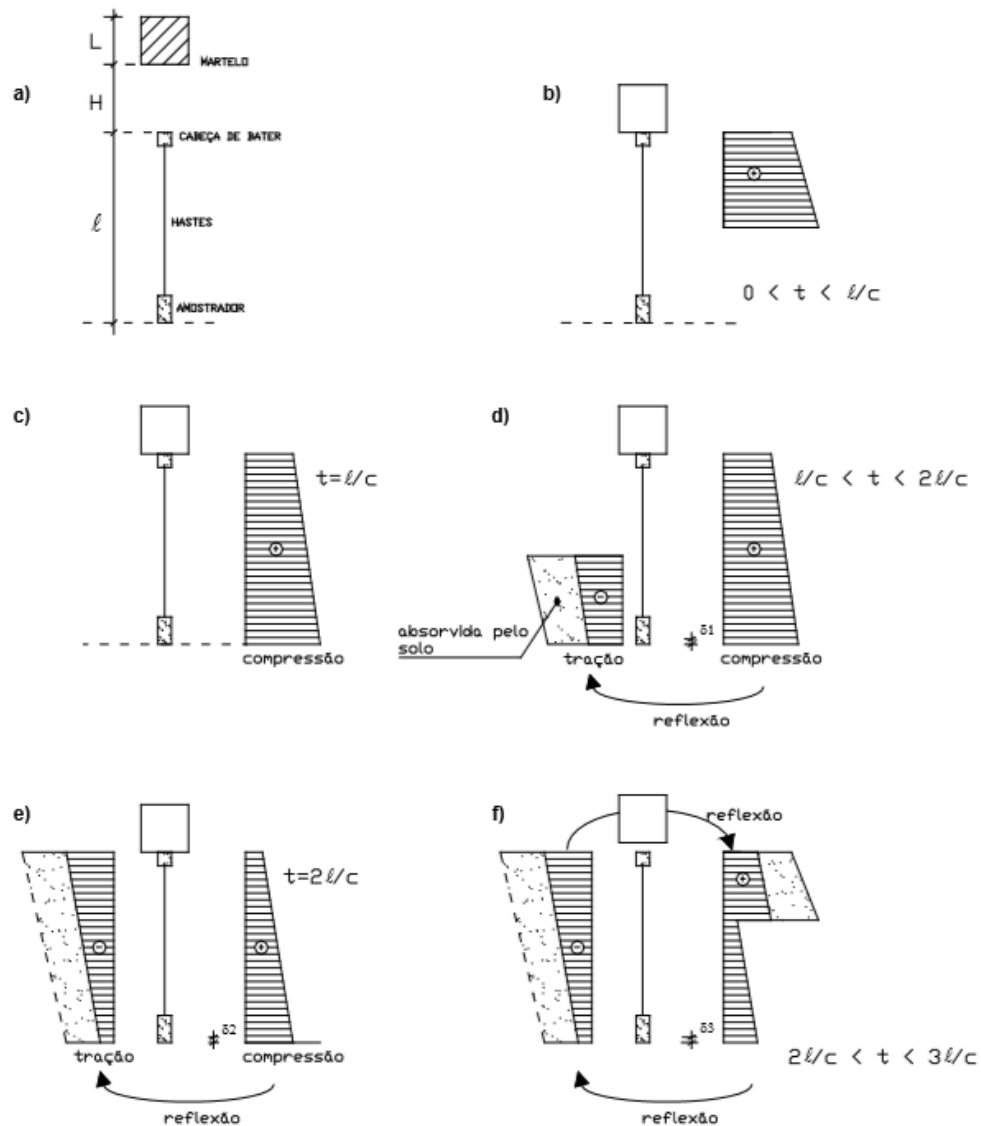 a)
L
MARTELO
H
CABEÇA DE BATER
ℓ
HASTES
AMOSTRADOR
b)
+
0 < t < ℓ/c
c)
t=ℓ/c
+
compressão
d)
ℓ/c < t < 2ℓ/c
+
-
absorvida pelo
solo
δ1
tração
compressão
reflexão
e)
t=2ℓ/c
-
+
δ2
tração
compressão
reflexão
f)
reflexão
+
-
δ3
2ℓ/c < t < 3ℓ/c
reflexão